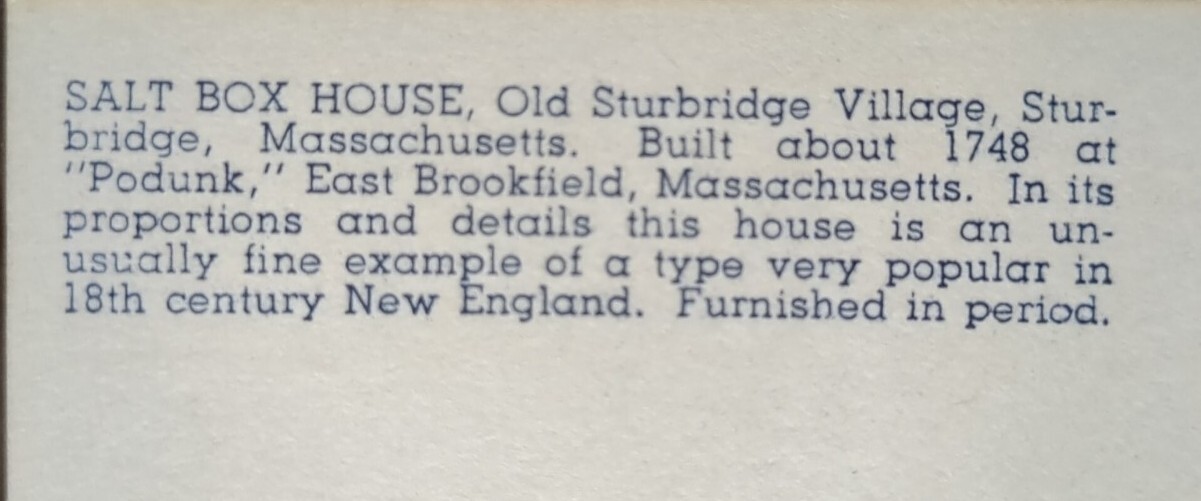 SALT BOX HOUSE, Old Sturbridge Village, Stur-
bridge, Massachusetts. Built about 1748 at
"Podunk," East Brookfield, Massachusetts. In its
proportions and details this house is an un-
usually fine example of a type very popular in
18th century New England. Furnished in period.